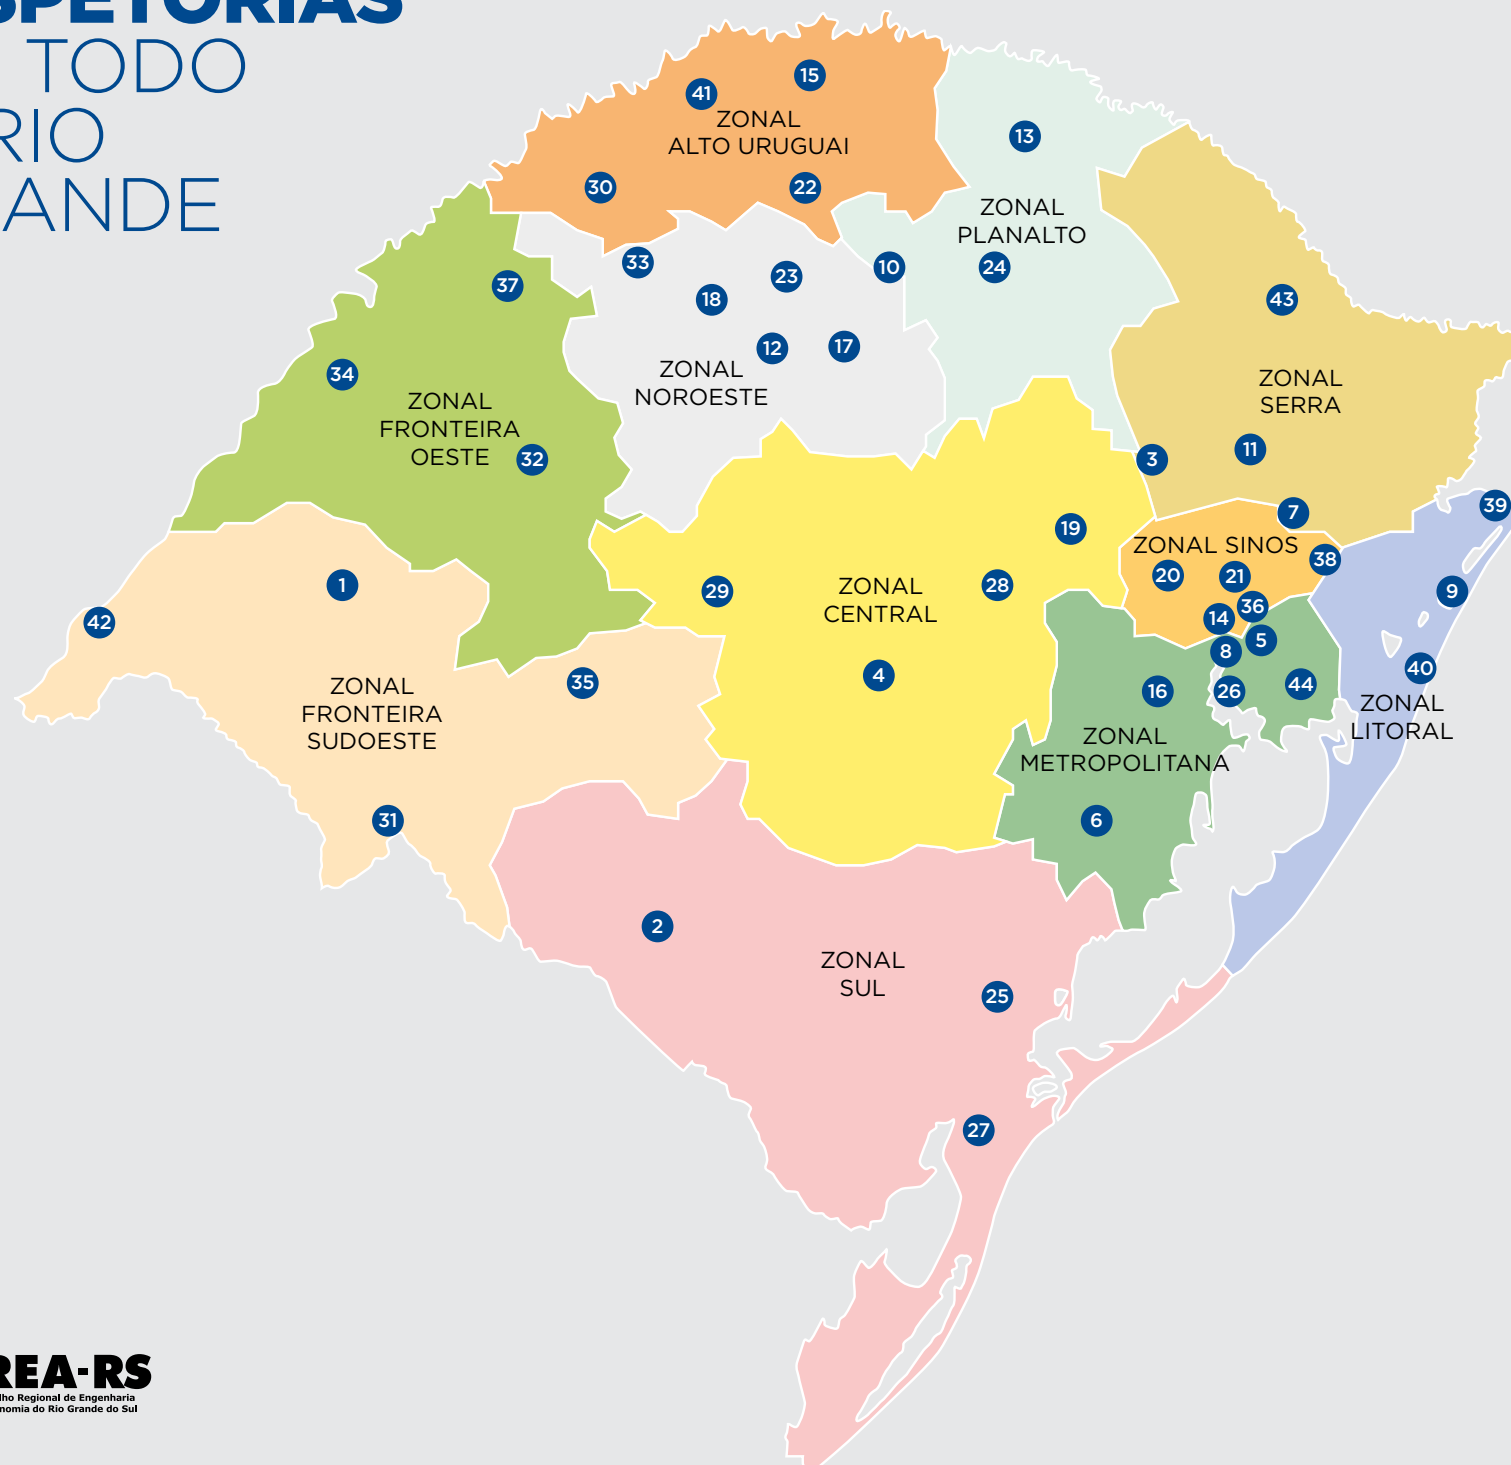 SPETORIAS
TODO
RIO
ANDE
15
41
ZONAL
ALTO URUGUAI
13
30
22
ZONAL
PLANALTO
33
23
10
24
37
18
43
12
17
34
ZONAL
NOROESTE
ZONAL
SERRA
ZONAL
FRONTEIRA
OESTE
32
3
11
39
7
19
ZONAL SINOS
38
20
21
1
29
ZONAL
CENTRAL
28
9
36
14
42
5
8
40
4
35
16
26
44
ZONAL
FRONTEIRA
SUDOESTE
ZONAL
LITORAL
ZONAL
METROPOLITANA
31
6
2
ZONAL
SUL
25
27
REA-RS
lho Regional de Engenharia
nomia do Rio Grande do Sul